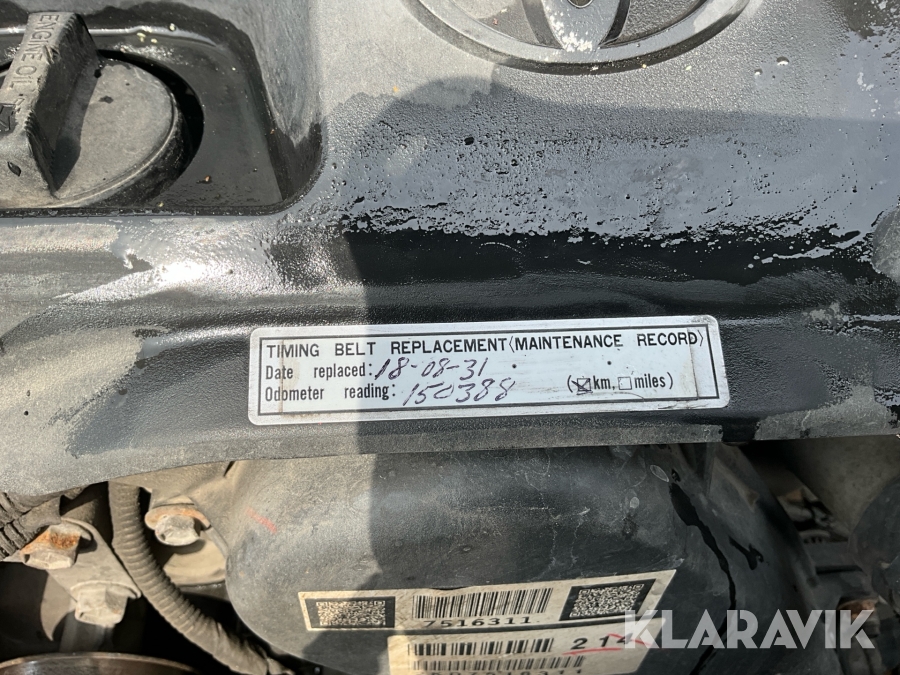 ENGINE OIL
TIMING BELT REPLACEMENT (MAINTENANCE RECORD)
Date replaced: 18-08-31
Odometer reading: 150388 (☑km, ☐miles)
7516311
214
KLARAVIK